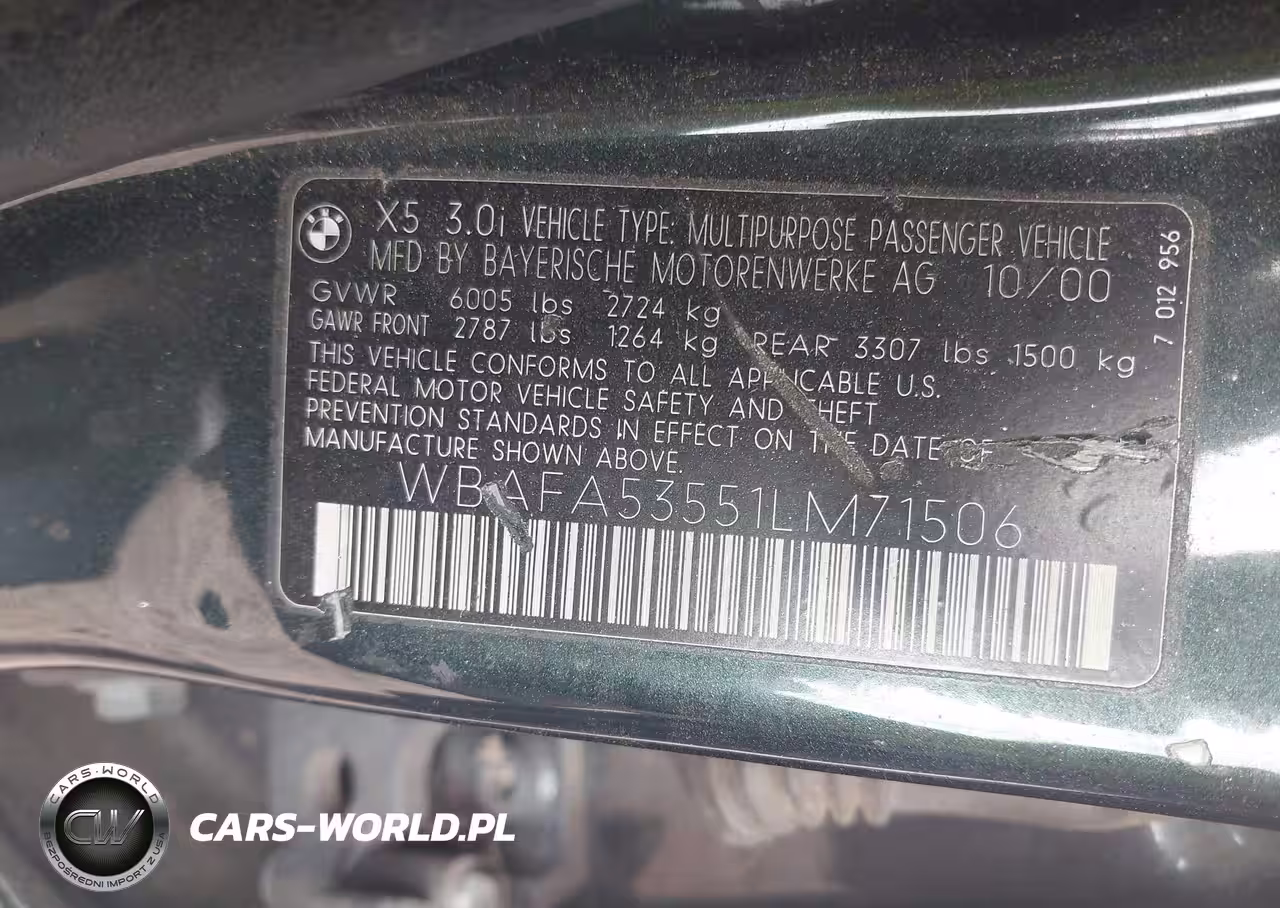 X5 3.0i VEHICLE TYPE: MULTIPURPOSE PASSENGER VEHICLE
MFD BY BAYERISCHE MOTORENWERKE AG 10/00
GVWR 6005 lbs 2724 kg
GAWR FRONT 2787 lbs 1264 kg REAR 3307 lbs 1500 kg
THIS VEHICLE CONFORMS TO ALL APPLICABLE U.S.
FEDERAL MOTOR VEHICLE SAFETY AND THEFT
PREVENTION STANDARDS IN EFFECT ON THE DATE OF
MANUFACTURE SHOWN ABOVE.
WBAFA53551LM71506
7 012 956
CARS-WORLD
CW
BEZPOŚREDNI IMPORT Z USA
CARS-WORLD.PL